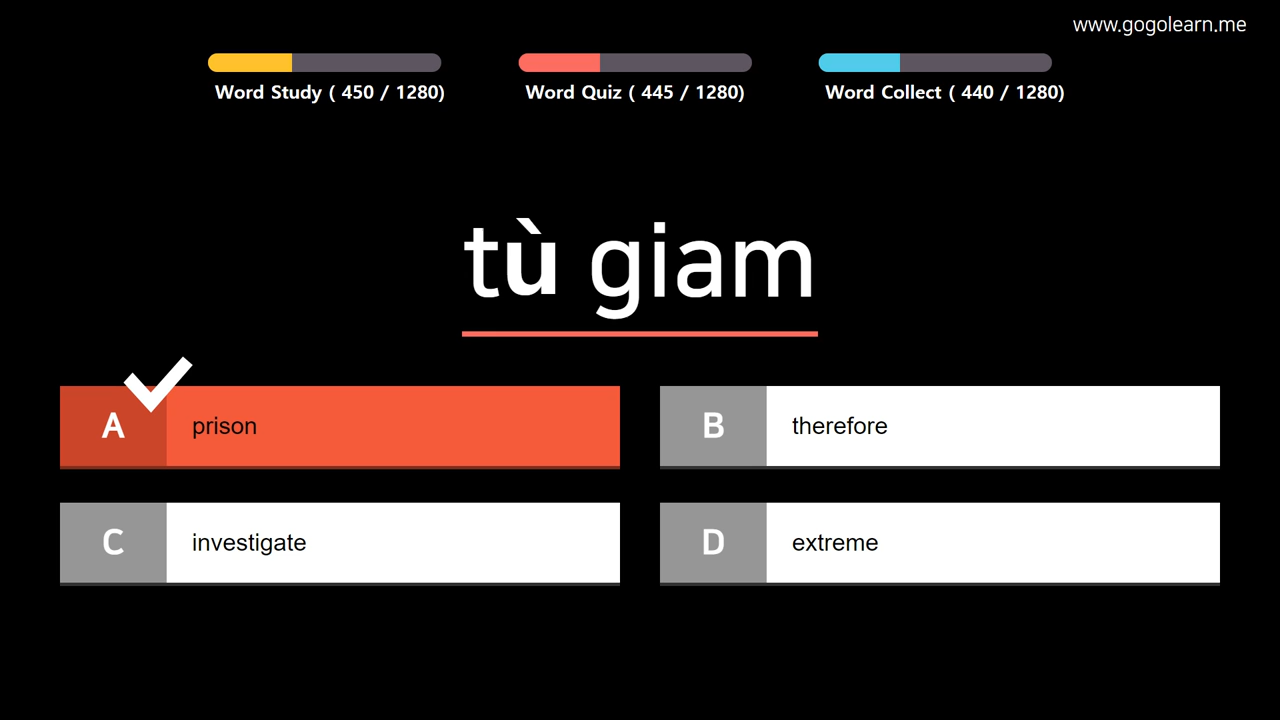 www.gogolearn.me
Word Study ( 450 / 1280)
Word Quiz ( 445 / 1280)
Word Collect ( 440 / 1280)
tù giam
A prison
B therefore
C investigate
D extreme